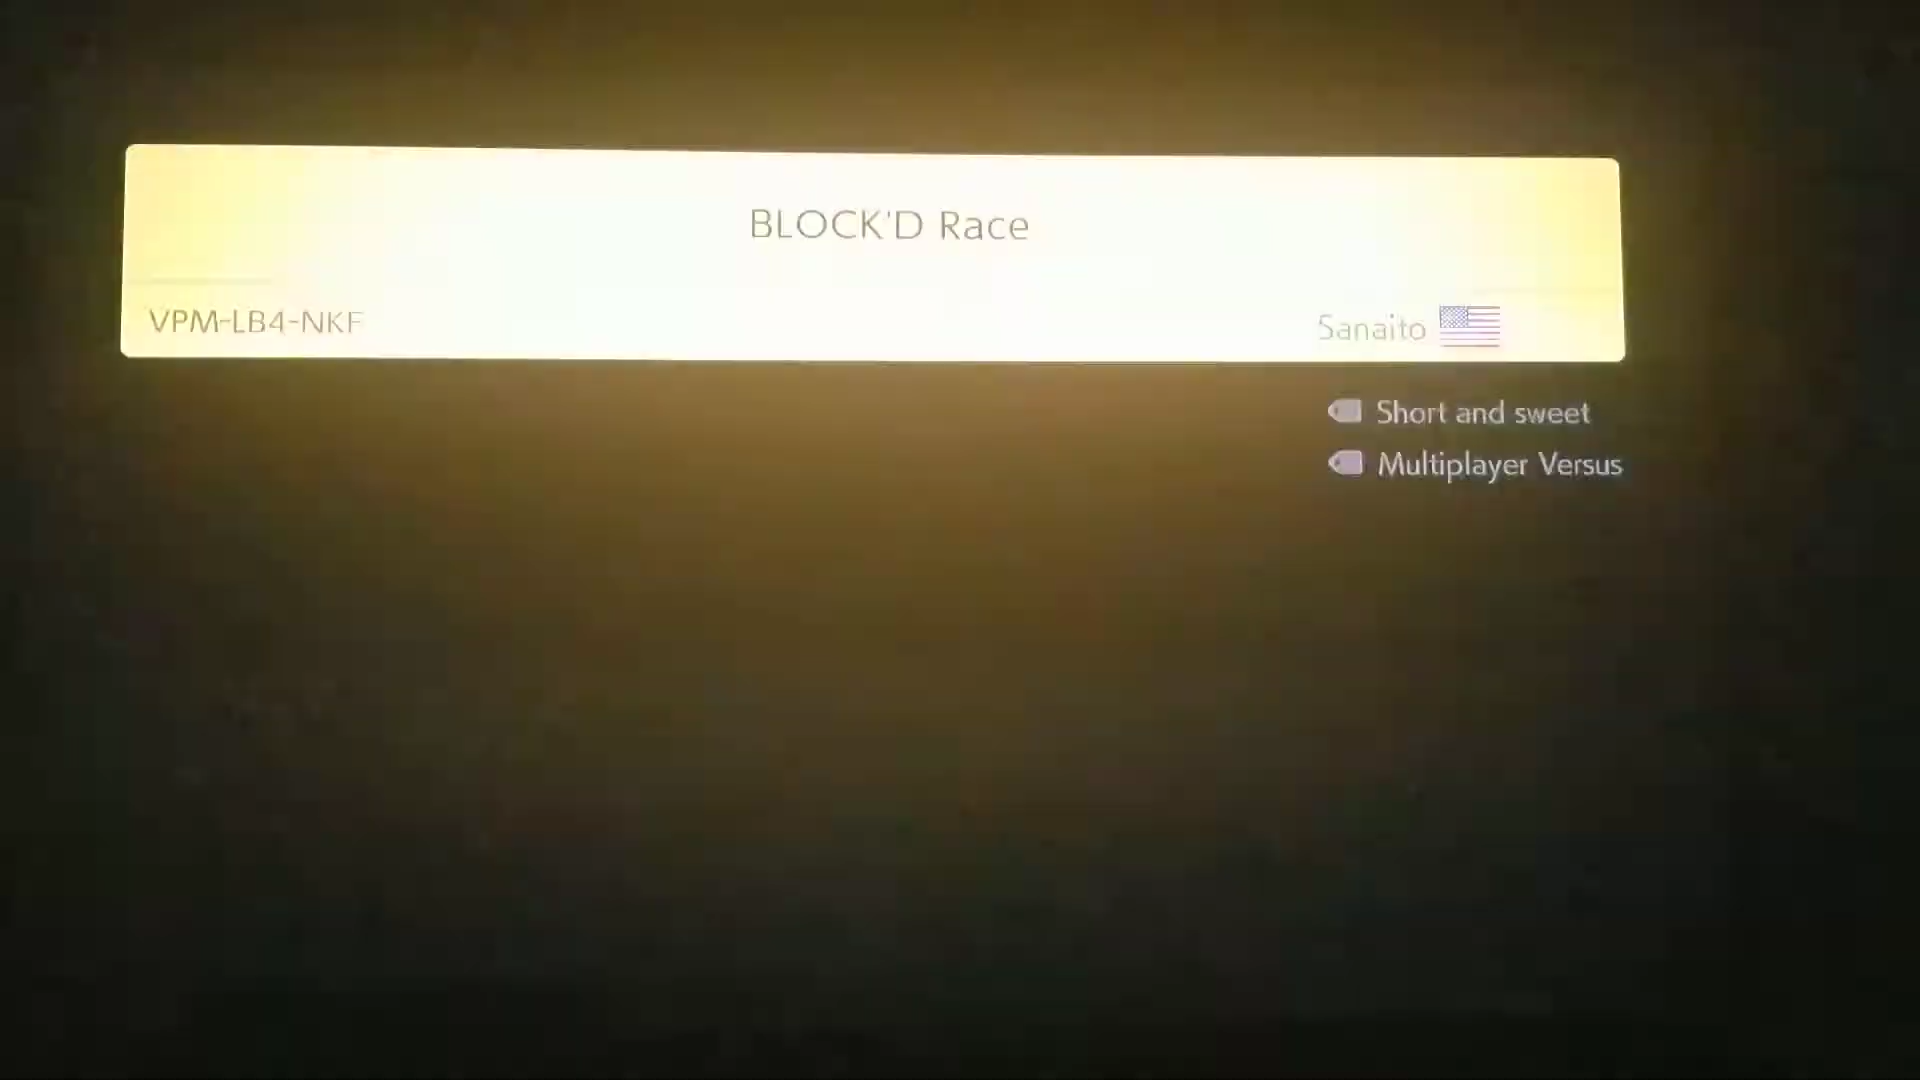 BLOCK'D Race
VPM-LB4-NKF
Sanaito
Short and sweet
Multiplayer Versus